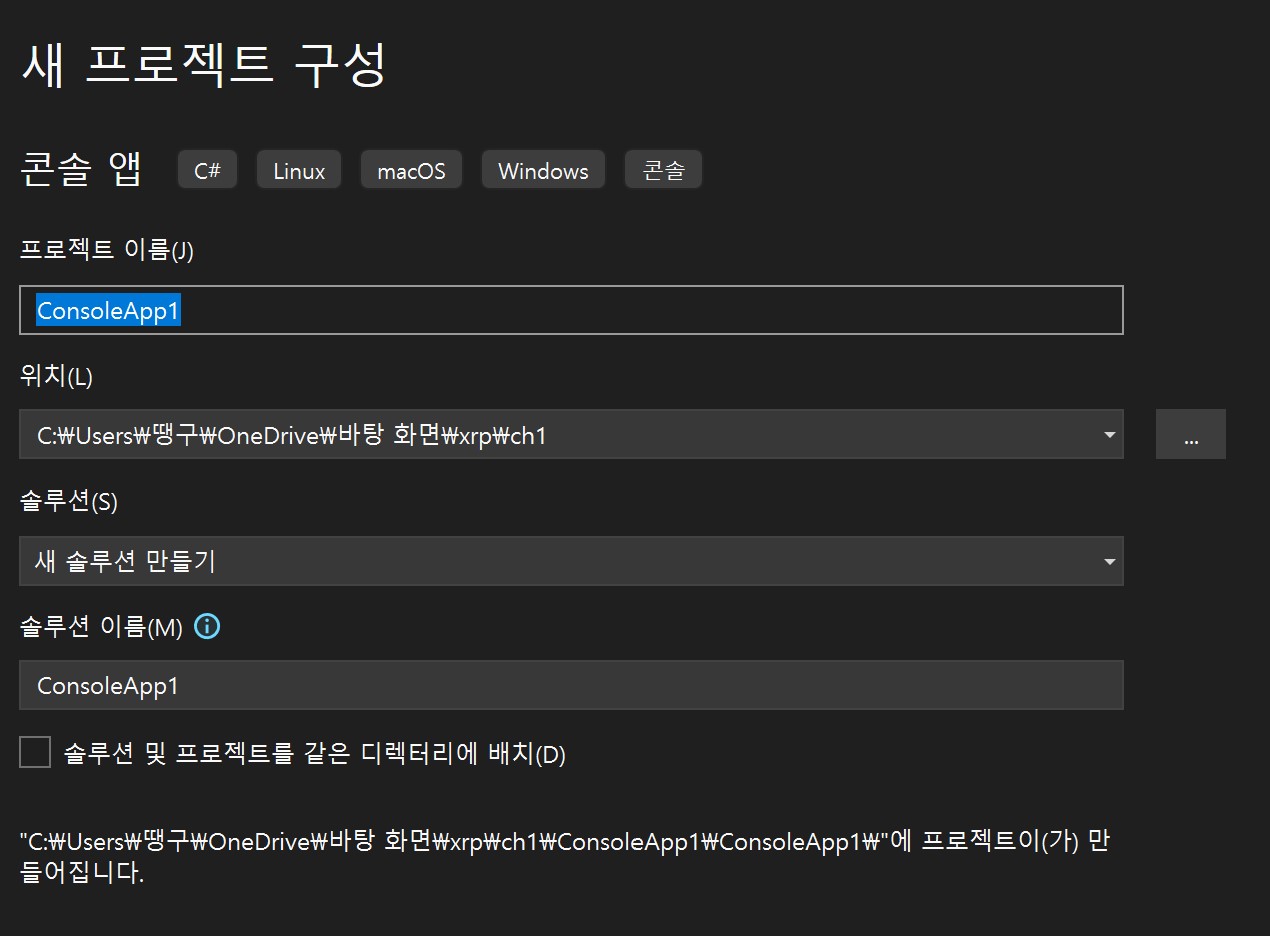 새 프로젝트 구성
콘솔 앱 C# Linux macOS Windows 콘솔
프로젝트 이름(J)
ConsoleApp1
위치(L)
C:₩Users₩땡구₩OneDrive₩바탕 화면₩xrp₩ch1
...
솔루션(S)
새 솔루션 만들기
솔루션 이름(M)
ConsoleApp1
솔루션 및 프로젝트를 같은 디렉터리에 배치(D)
"C:₩Users₩땡구₩OneDrive₩바탕 화면₩xrp₩ch1₩ConsoleApp1₩ConsoleApp1₩"에 프로젝트이(가) 만
들어집니다.